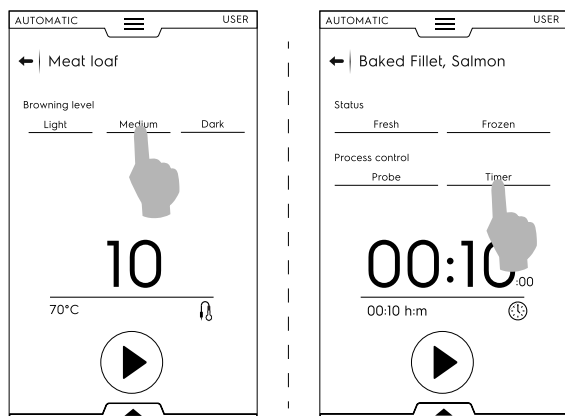 AUTOMATIC USER
Meat loaf
Browning level
Light Medium Dark
10
70°C
AUTOMATIC USER
Baked Fillet, Salmon
Status
Fresh Frozen
Process control
Probe Timer
00:10:00
00:10 h:m